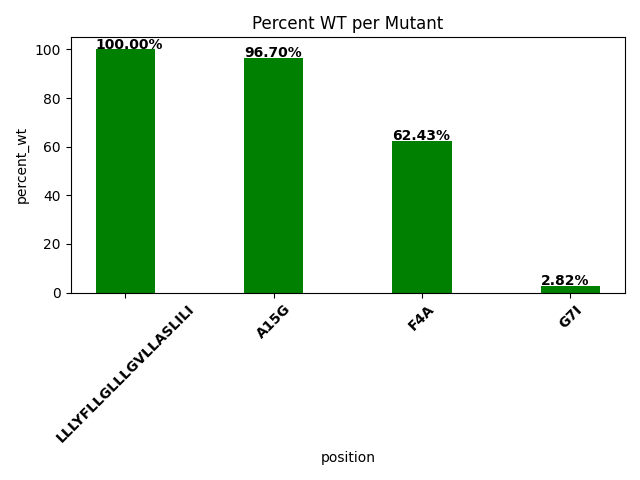 Percent WT per Mutant
100.00%
96.70%
62.43%
2.82%
percent_wt
100
80
60
40
20
0
LLLYFLLGLLLGVLLASLILI
A15G
F4A
G7I
position